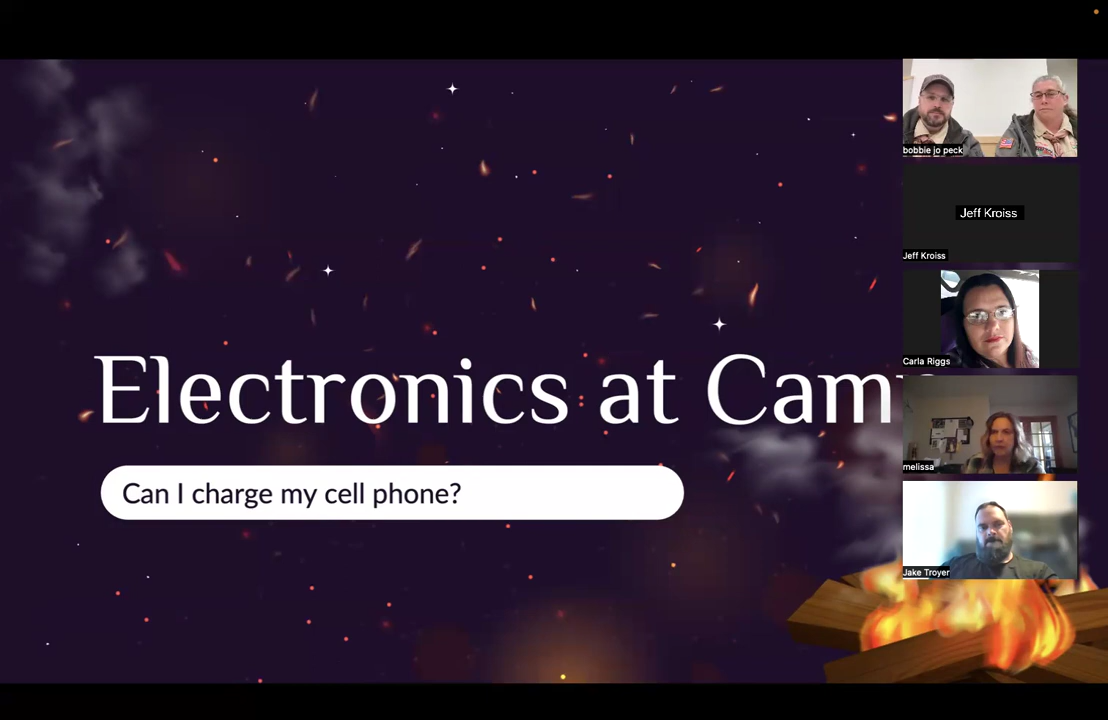 Electronics at Cam
Can I charge my cell phone?
bobbie jo peck
Jeff Kroiss
Jeff Kroiss
Carla Riggs
melissa
Jake Troyer